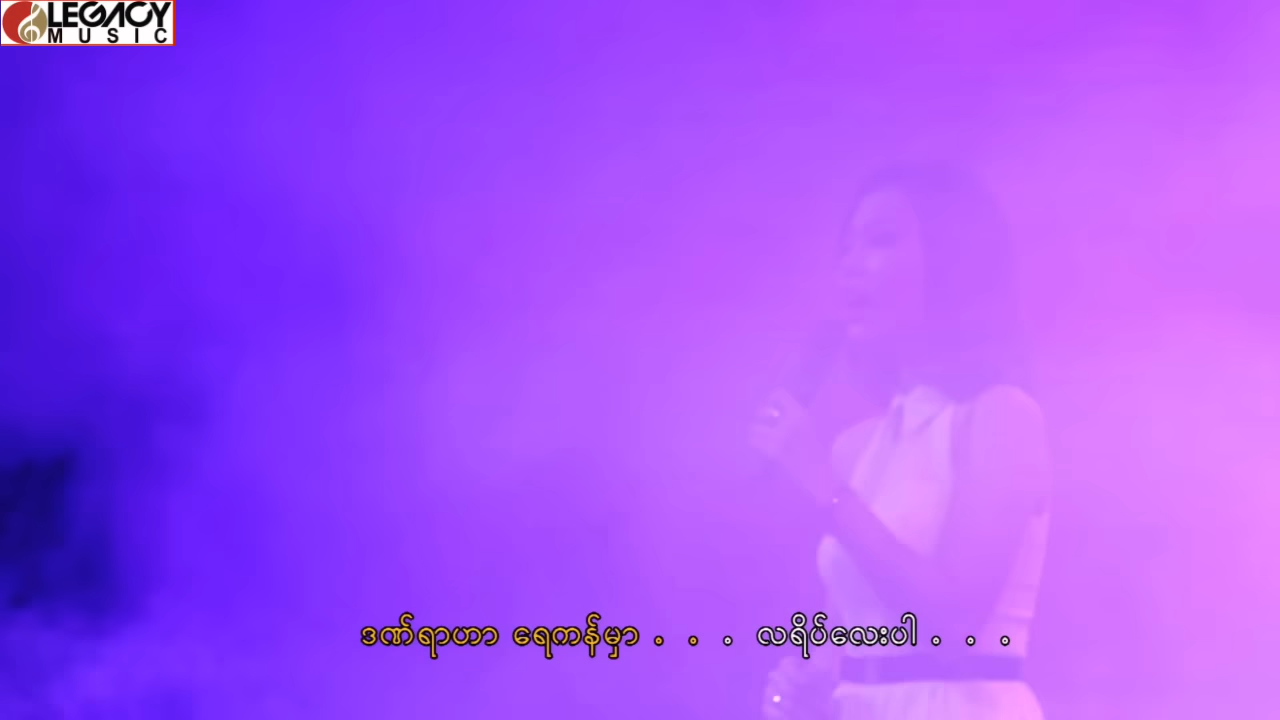 LEGACY
MUSIC
ဒဏ်ရာဟာ ရေကန်မှာ . . . လရိပ်လေးပါ . . .